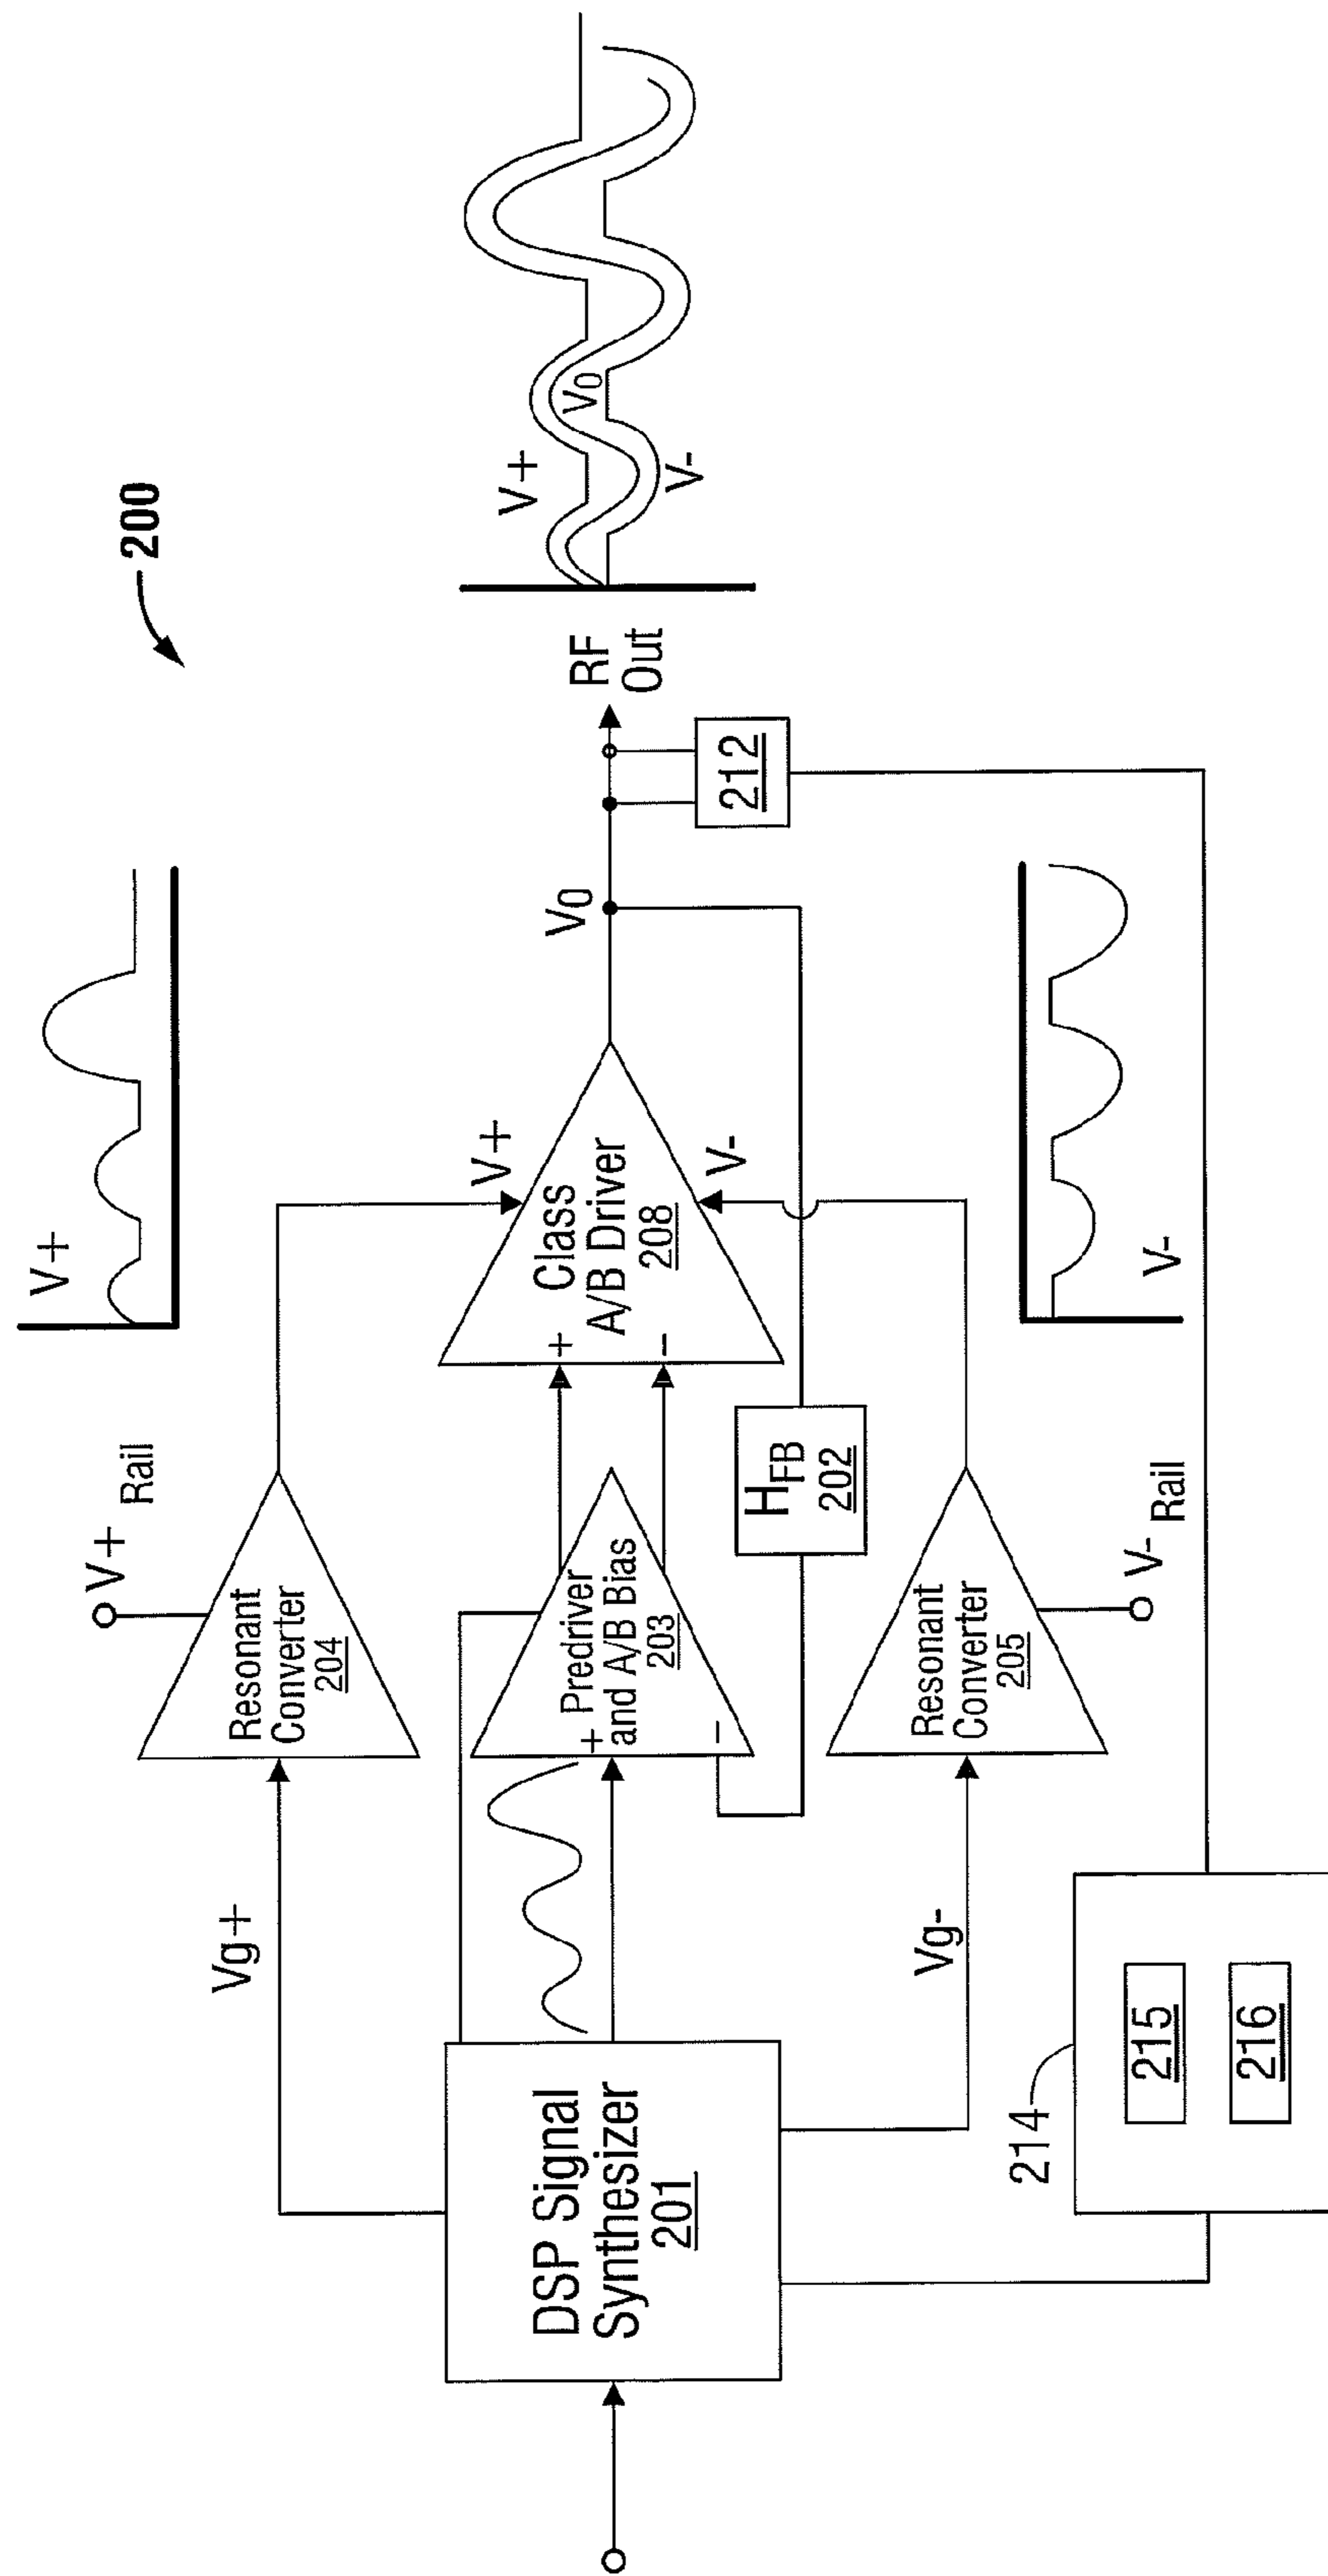 200
V+
V+
Rail
Vg+
Resonant
Converter
204
V+
V-
V0
DSP Signal
Synthesizer
201
+
-
Predriver
and A/B Bias
203
+
-
Class
A/B Driver
208
V+
V-
V0
RF
Out
212
HFB
202
Vg-
Resonant
Converter
205
V-
Rail
V-
214
215
216